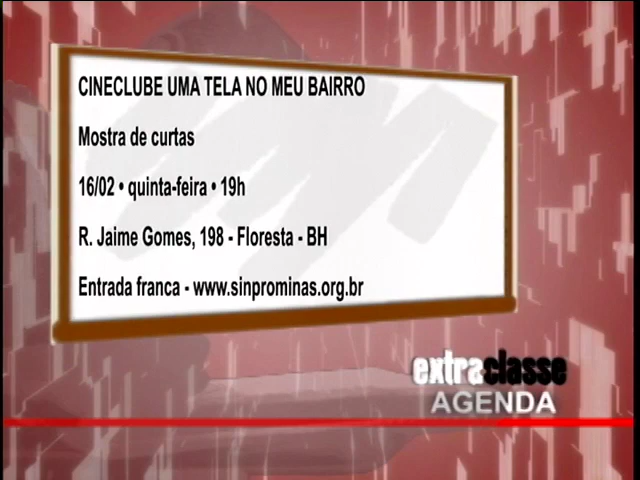 CINECLUBE UMA TELA NO MEU BAIRRO
Mostra de curtas
16/02 • quinta-feira • 19h
R. Jaime Gomes, 198 - Floresta - BH
Entrada franca - www.sinprominas.org.br
extraclasse
AGENDA